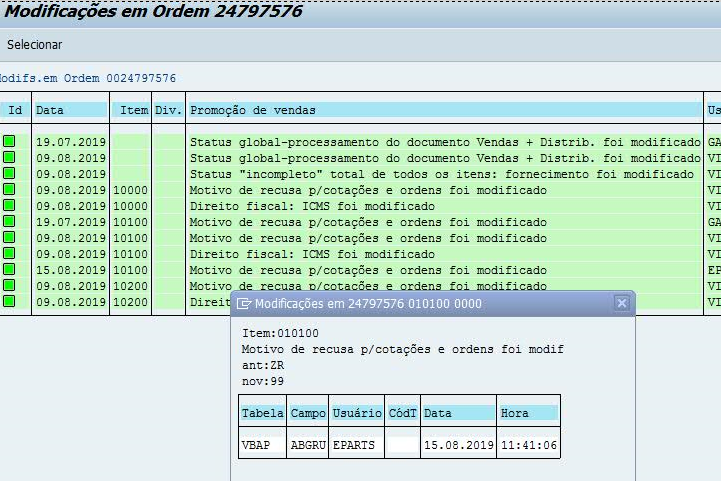 Modificações em Ordem 24797576
Selecionar
Modifs.em Ordem 0024797576
Id Data Item Div. Promoção de vendas Us
19.07.2019 Status global-processamento do documento Vendas + Distrib. foi modificado GA
09.08.2019 Status global-processamento do documento Vendas + Distrib. foi modificado VI
09.08.2019 Status "incompleto" total de todos os itens: fornecimento foi modificado VI
09.08.2019 10000 Motivo de recusa p/cotações e ordens foi modificado VI
09.08.2019 10000 Direito fiscal: ICMS foi modificado VI
19.07.2019 10100 Motivo de recusa p/cotações e ordens foi modificado GA
09.08.2019 10100 Motivo de recusa p/cotações e ordens foi modificado VI
09.08.2019 10100 Direito fiscal: ICMS foi modificado VI
15.08.2019 10100 Motivo de recusa p/cotações e ordens foi modificado EP
09.08.2019 10200 Motivo de recusa p/cotações e ordens foi modificado VI
09.08.2019 10200 Direit VI
Modificações em 24797576 010100 0000
Item:010100
Motivo de recusa p/cotações e ordens foi modif
ant:ZR
nov:99
Tabela Campo Usuário CódT Data Hora
VBAP ABGRU EPARTS 15.08.2019 11:41:06